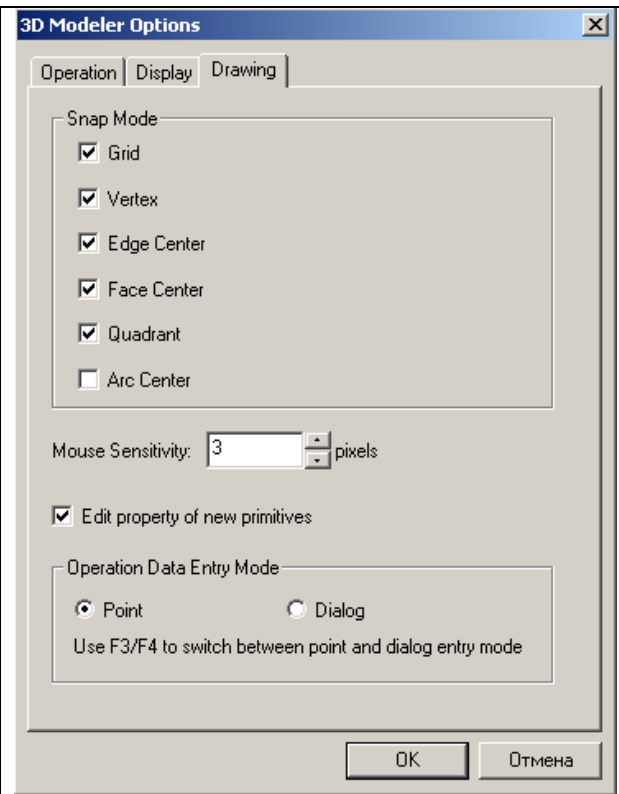 3D Modeler Options
Operation Display Drawing
Snap Mode
Grid
Vertex
Edge Center
Face Center
Quadrant
Arc Center
Mouse Sensitivity: 3 pixels
Edit property of new primitives
Operation Data Entry Mode
Point Dialog
Use F3/F4 to switch between point and dialog entry mode
OK Отмена